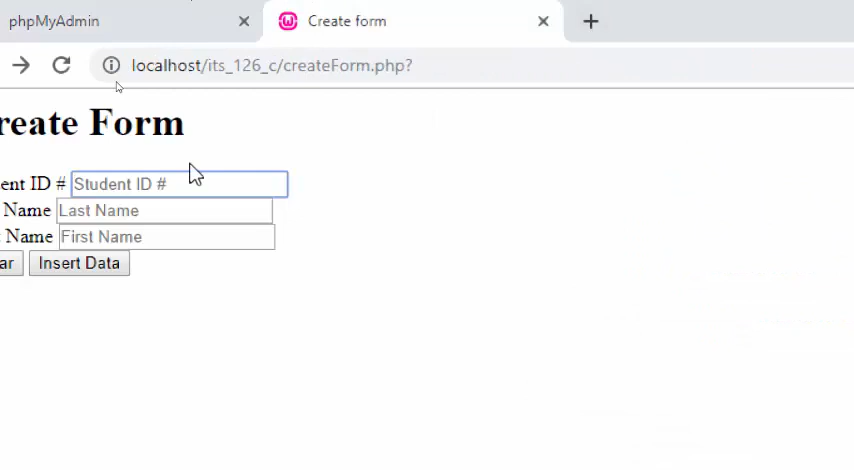 phpMyAdmin Create form
localhost/its_126_c/createForm.php?
reate Form
ent ID # Student ID #
Name Last Name
t Name First Name
ar Insert Data